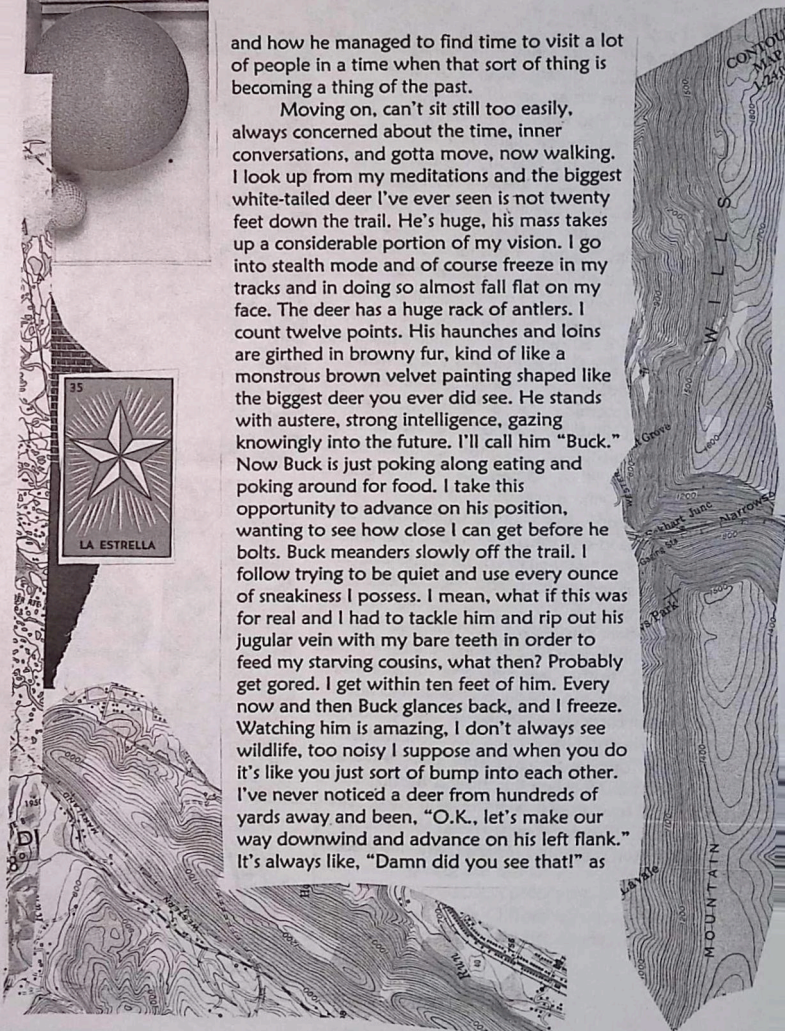 and how he managed to find time to visit a lot
of people in a time when that sort of thing is
becoming a thing of the past.
Moving on, can't sit still too easily,
always concerned about the time, inner
conversations, and gotta move, now walking.
I look up from my meditations and the biggest
white-tailed deer I've ever seen is not twenty
feet down the trail. He's huge, his mass takes
up a considerable portion of my vision. I go
into stealth mode and of course freeze in my
tracks and in doing so almost fall flat on my
face. The deer has a huge rack of antlers. I
count twelve points. His haunches and loins
are girthed in browny fur, kind of like a
monstrous brown velvet painting shaped like
the biggest deer you ever did see. He stands
with austere, strong intelligence, gazing
knowingly into the future. I'll call him "Buck."
Now Buck is just poking along eating and
poking around for food. I take this
opportunity to advance on his position,
wanting to see how close I can get before he
bolts. Buck meanders slowly off the trail. I
follow trying to be quiet and use every ounce
of sneakiness I possess. I mean, what if this was
for real and I had to tackle him and rip out his
jugular vein with my bare teeth in order to
feed my starving cousins, what then? Probably
get gored. I get within ten feet of him. Every
now and then Buck glances back, and I freeze.
Watching him is amazing, I don't always see
wildlife, too noisy I suppose and when you do
it's like you just sort of bump into each other.
I've never noticed a deer from hundreds of
yards away and been, "O.K., let's make our
way downwind and advance on his left flank."
It's always like, "Damn did you see that!" as
35
LA ESTRELLA
MAP
WILLS
MOUNTAIN
Grove
Junc
Narrows
Park
Lavale
MARYLAND
WESTERN
Run
1200